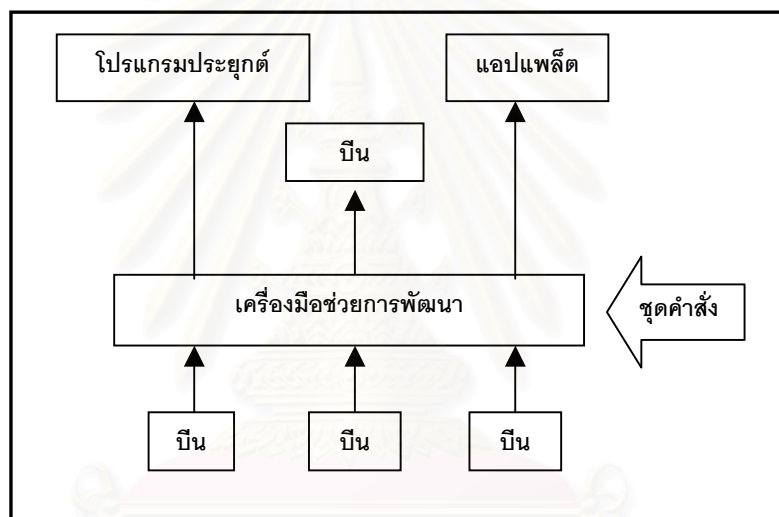 โปรแกรมประยุกต์
แอปแพล็ต
บีน
เครื่องมือช่วยการพัฒนา
ชุดคำสั่ง
บีน
บีน
บีน